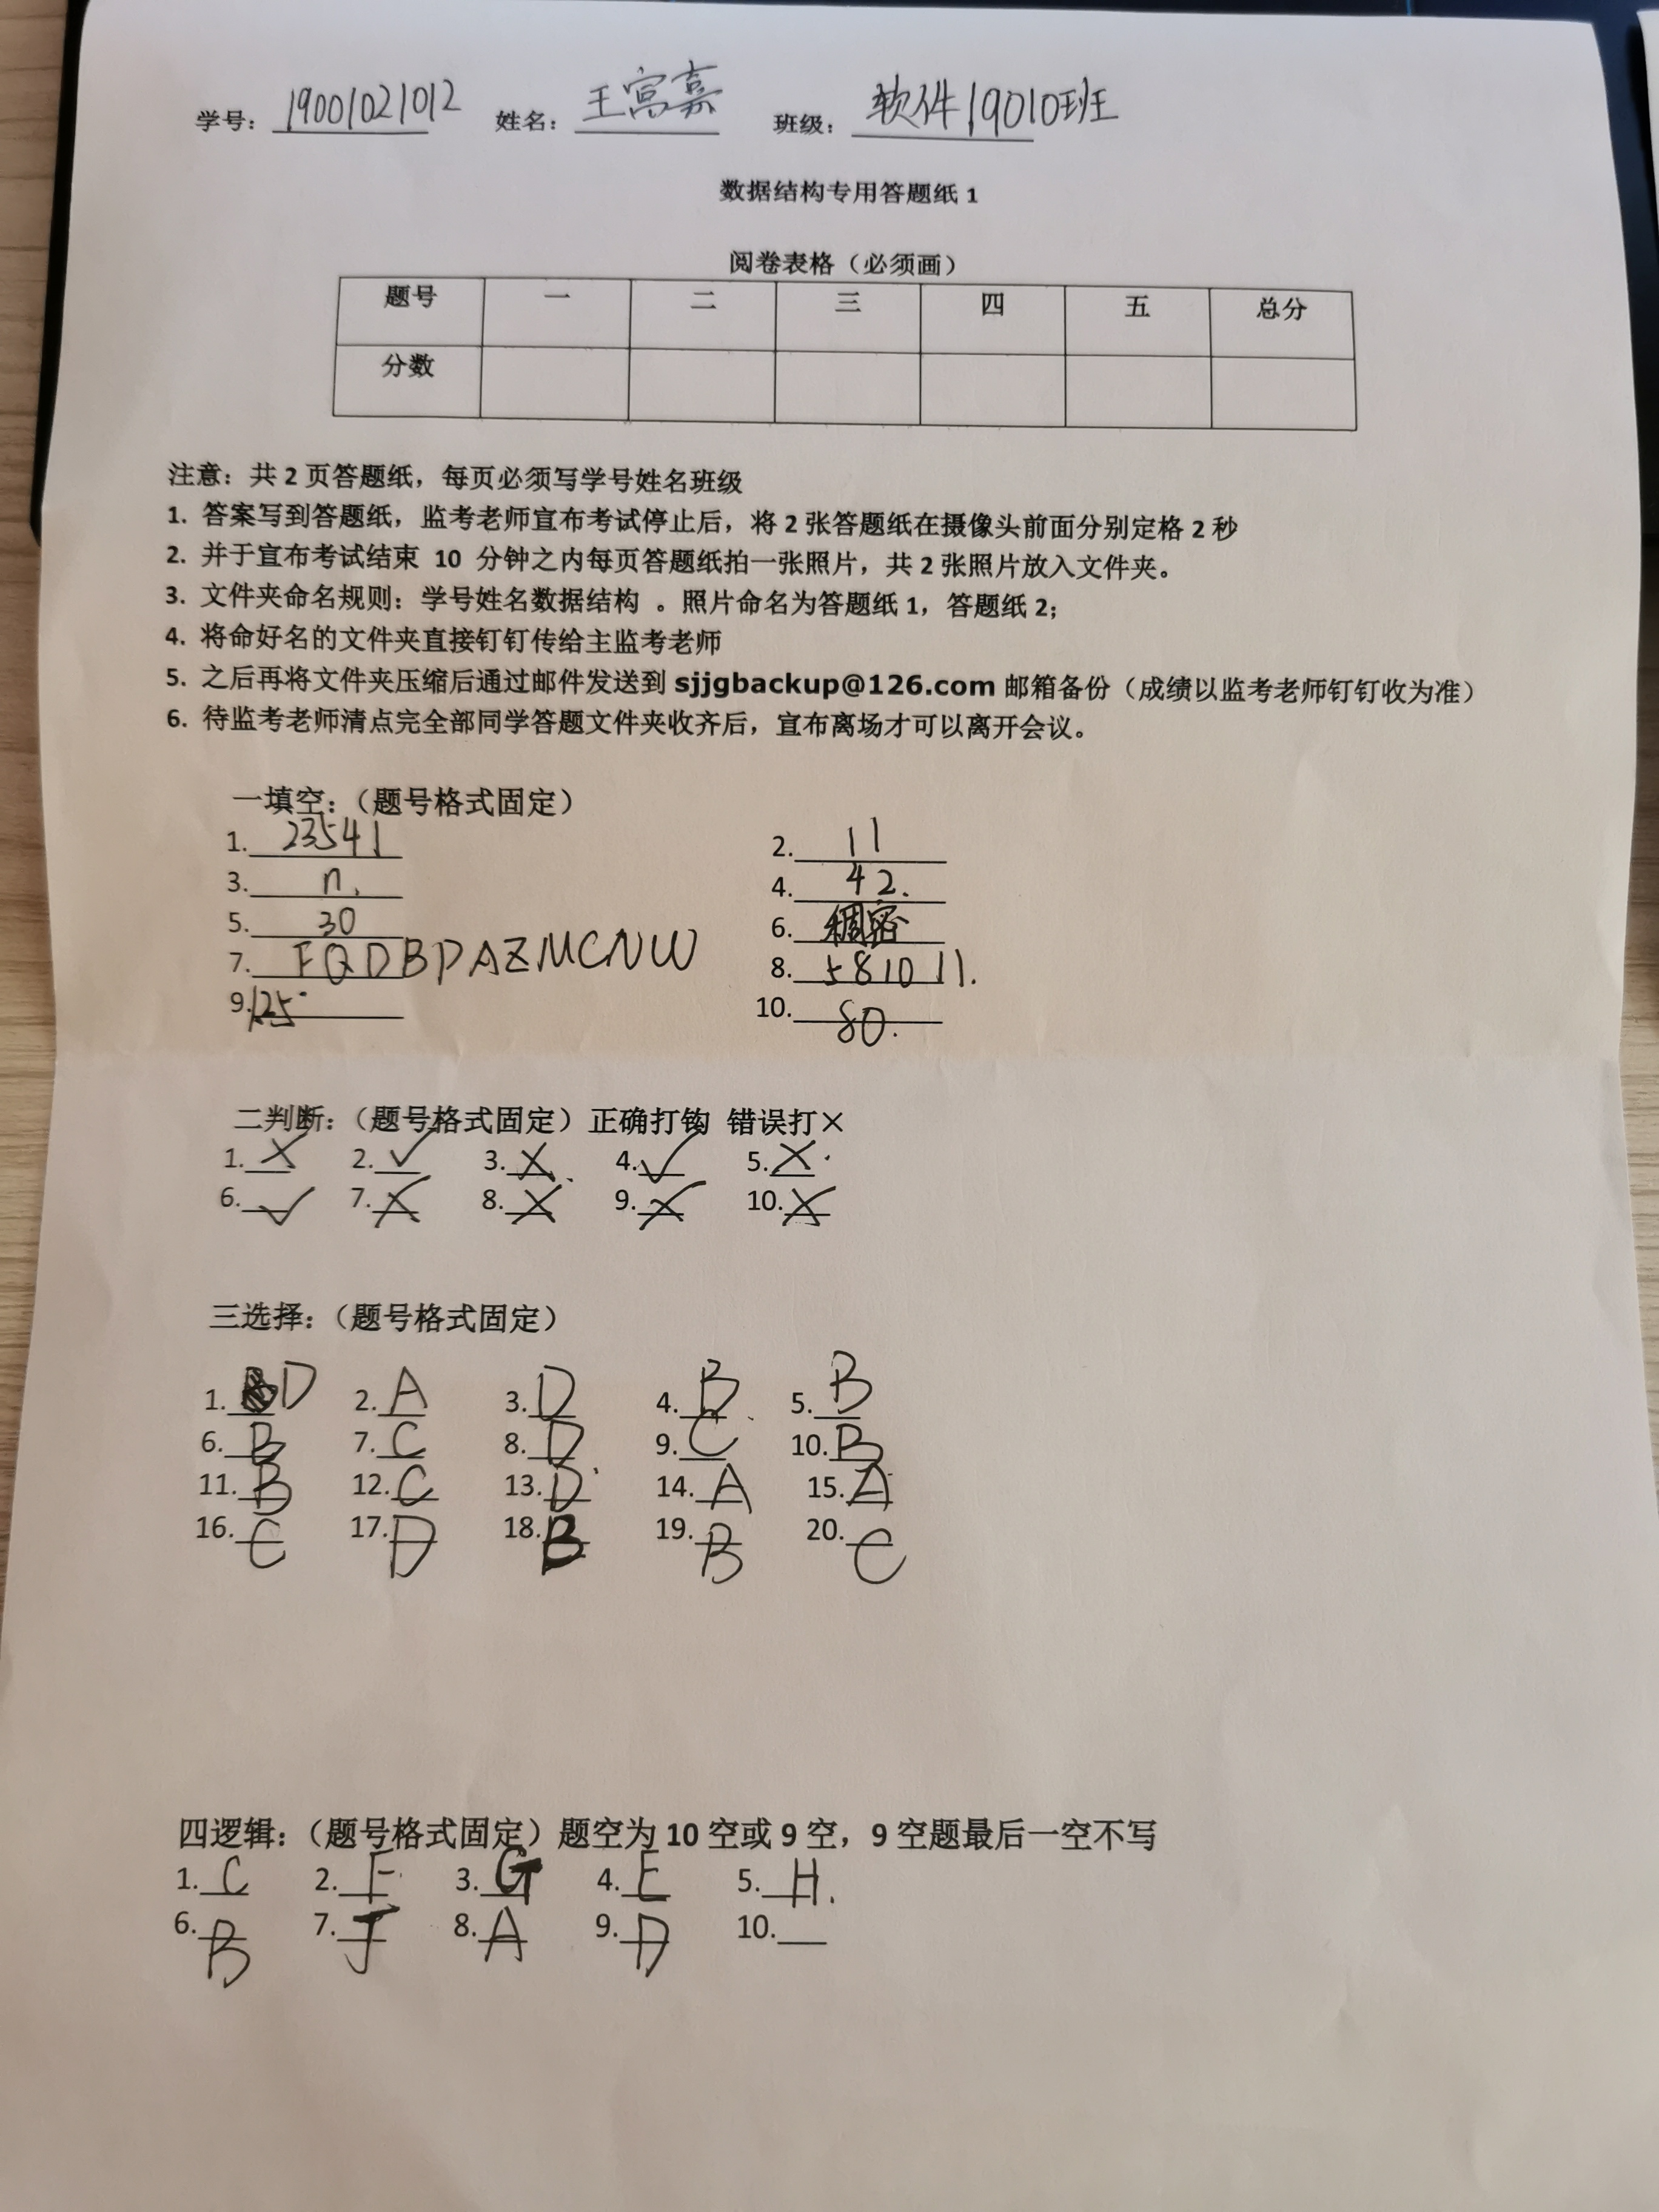 学号：19001021012 姓名：王富嘉 班级：软件19010班
数据结构专用答题纸 1
阅卷表格（必须画）
题号 一 二 三 四 五 总分
分数
注意：共 2 页答题纸，每页必须写学号姓名班级
1. 答案写到答题纸，监考老师宣布考试停止后，将 2 张答题纸在摄像头前面分别定格 2 秒
2. 并于宣布考试结束 10 分钟之内每页答题纸拍一张照片，共 2 张照片放入文件夹。
3. 文件夹命名规则：学号姓名数据结构 。照片命名为答题纸 1，答题纸 2；
4. 将命好名的文件夹直接钉钉传给主监考老师
5. 之后再将文件夹压缩后通过邮件发送到 sjjgbackup@126.com 邮箱备份（成绩以监考老师钉钉收为准）
6. 待监考老师清点完全部同学答题文件夹收齐后，宣布离场才可以离开会议。
一填空：（题号格式固定）
1. 23541 2. 11
3. n. 4. 42.
5. 30 6. 稠密
7. FQDBPAZMCNW 8. 5 8 10 11.
9. 125 10. 80.
二判断：（题号格式固定）正确打钩 错误打×
1. × 2. ✓ 3. × 4. ✓ 5. ×
6. ✓ 7. × 8. × 9. × 10. ×
三选择：（题号格式固定）
1. D 2. A 3. D 4. B 5. B
6. B 7. C 8. D 9. C 10. B
11. B 12. C 13. D 14. A 15. A
16. C 17. D 18. B 19. B 20. C
四逻辑：（题号格式固定）题空为 10 空或 9 空，9 空题最后一空不写
1. C 2. F 3. G 4. E 5. H.
6. B 7. J 8. A 9. D 10.